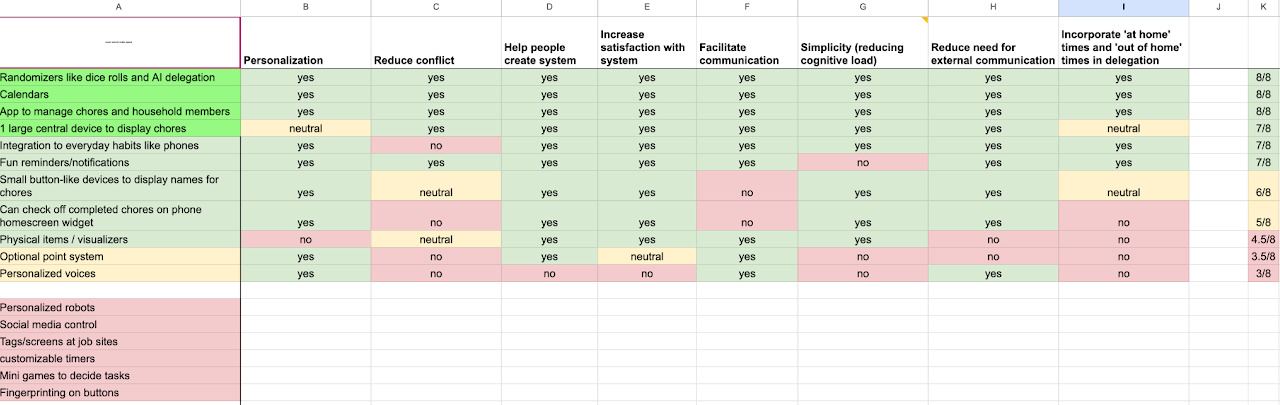 A B C D E F G H I J K
Personalization Reduce conflict Help people create system Increase satisfaction with system Facilitate communication Simplicity (reducing cognitive load) Reduce need for external communication Incorporate 'at home' times and 'out of home' times in delegation
Randomizers like dice rolls and AI delegation yes yes yes yes yes yes yes yes 8/8
Calendars yes yes yes yes yes yes yes yes 8/8
App to manage chores and household members yes yes yes yes yes yes yes yes 8/8
1 large central device to display chores neutral yes yes yes yes yes yes neutral 7/8
Integration to everyday habits like phones yes no yes yes yes yes yes yes 7/8
Fun reminders/notifications yes yes yes yes yes no yes yes 7/8
Small button-like devices to display names for chores yes neutral yes yes no yes yes neutral 6/8
Can check off completed chores on phone homescreen widget yes no yes yes no yes yes no 5/8
Physical items / visualizers no neutral yes yes yes yes no no 4.5/8
Optional point system yes no yes neutral yes no no no 3.5/8
Personalized voices yes no no no yes no yes no 3/8
Personalized robots
Social media control
Tags/screens at job sites
customizable timers
Mini games to decide tasks
Fingerprinting on buttons